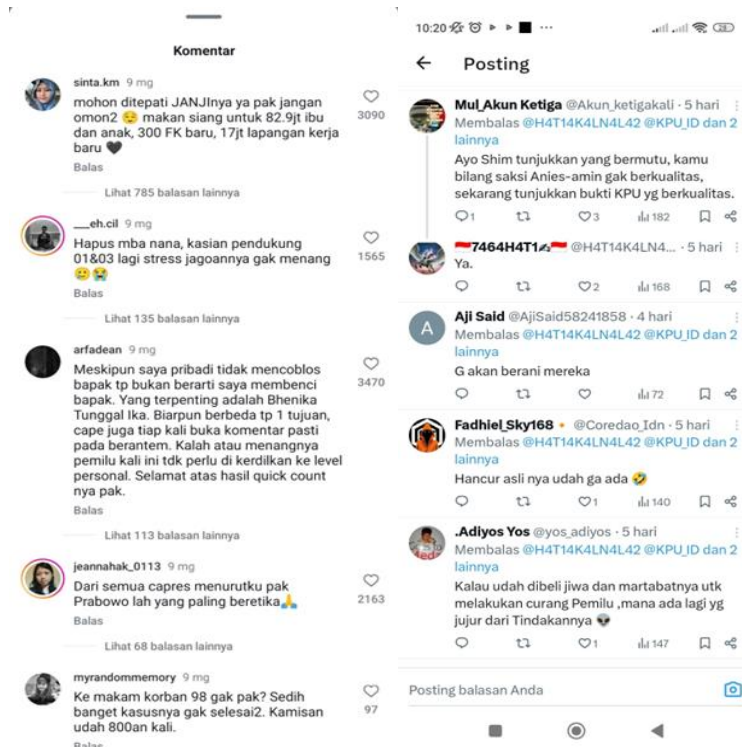 Komentar
sinta.km 9 mg
mohon ditepati JANJInya ya pak jangan
omon2 😌 makan siang untuk 82.9jt ibu
dan anak, 300 FK baru, 17jt lapangan kerja
baru 🖤
3090
Balas
Lihat 785 balasan lainnya
___eh.cil 9 mg
Hapus mba nana, kasian pendukung
01&03 lagi stress jagoannya gak menang
🥲😭
1565
Balas
Lihat 135 balasan lainnya
arfadean 9 mg
Meskipun saya pribadi tidak mencoblos
bapak tp bukan berarti saya membenci
bapak. Yang terpenting adalah Bhenika
Tunggal Ika. Biarpun berbeda tp 1 tujuan,
cape juga tiap kali buka komentar pasti
pada berantem. Kalah atau menangnya
pemilu kali ini tdk perlu di kerdilkan ke level
personal. Selamat atas hasil quick count
nya pak.
3470
Balas
Lihat 113 balasan lainnya
jeannahak_0113 9 mg
Dari semua capres menurutku pak
Prabowo lah yang paling beretika🙏
2163
Balas
Lihat 68 balasan lainnya
myrandommemory 9 mg
Ke makam korban 98 gak pak? Sedih
banget kasusnya gak selesai2. Kamisan
udah 800an kali.
97
Balas
10:20
Posting
Mul_Akun Ketiga @Akun_ketigakali · 5 hari
Membalas @H4T14K4LN4L42 @KPU_ID dan 2
lainnya
Ayo Shim tunjukkan yang bermutu, kamu
bilang saksi Anies-amin gak berkualitas,
sekarang tunjukkan bukti KPU yg berkualitas.
1 3 182
🇮🇩7464H4T1✍🇮🇩 @H4T14K4LN4... · 5 hari
Ya.
2 168
A
Aji Said @AjiSaid58241858 · 4 hari
Membalas @H4T14K4LN4L42 @KPU_ID dan 2
lainnya
G akan berani mereka
72
Fadhiel_Sky168 🔸 @Coredao_Idn · 5 hari
Membalas @H4T14K4LN4L42 @KPU_ID dan 2
lainnya
Hancur asli nya udah ga ada 🤣
1 140
.Adiyos Yos @yos_adiyos · 5 hari
Membalas @H4T14K4LN4L42 @KPU_ID dan 2
lainnya
Kalau udah dibeli jiwa dan martabatnya utk
melakukan curang Pemilu ,mana ada lagi yg
jujur dari Tindakannya 👽
1 147
Posting balasan Anda